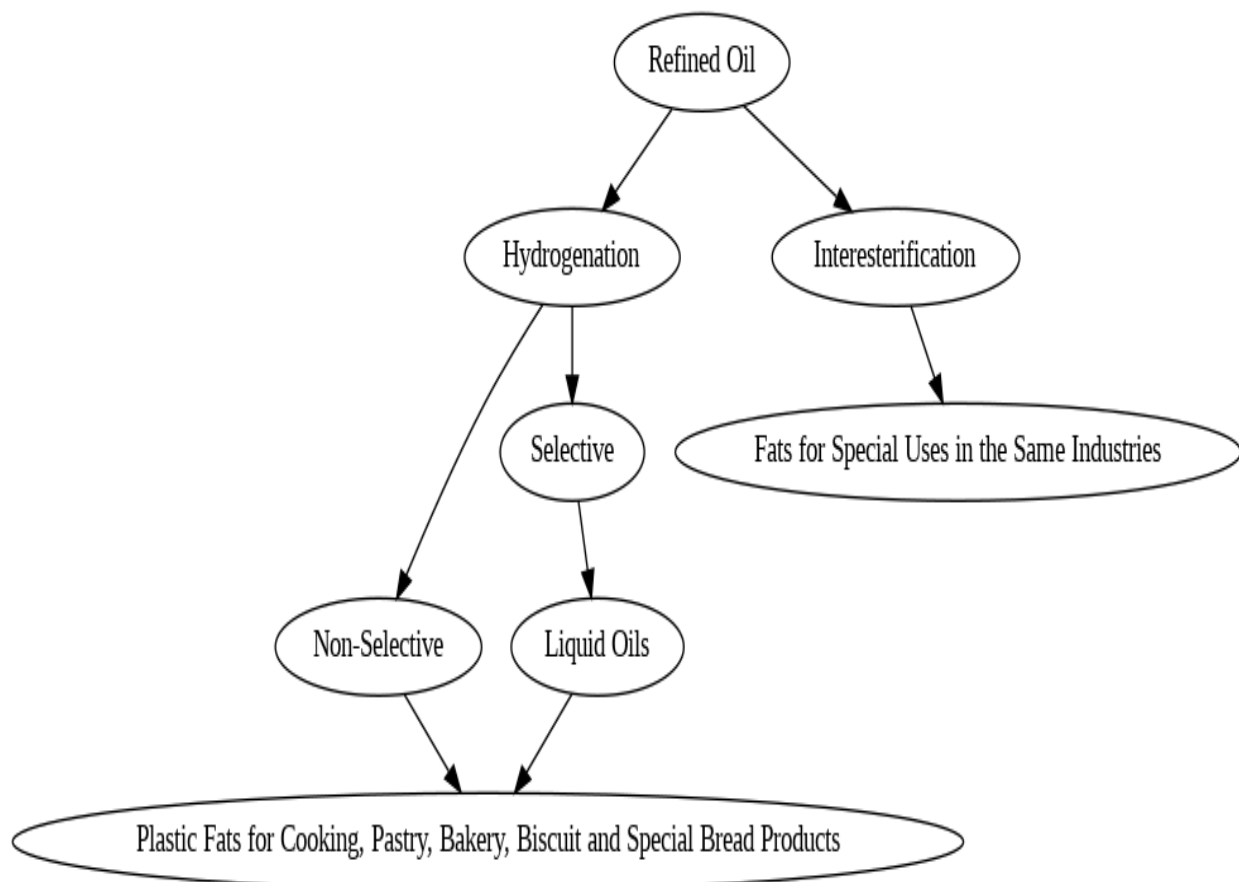 Refined Oil
Hydrogenation
Interesterification
Selective
Fats for Special Uses in the Same Industries
Non-Selective
Liquid Oils
Plastic Fats for Cooking, Pastry, Bakery, Biscuit and Special Bread Products